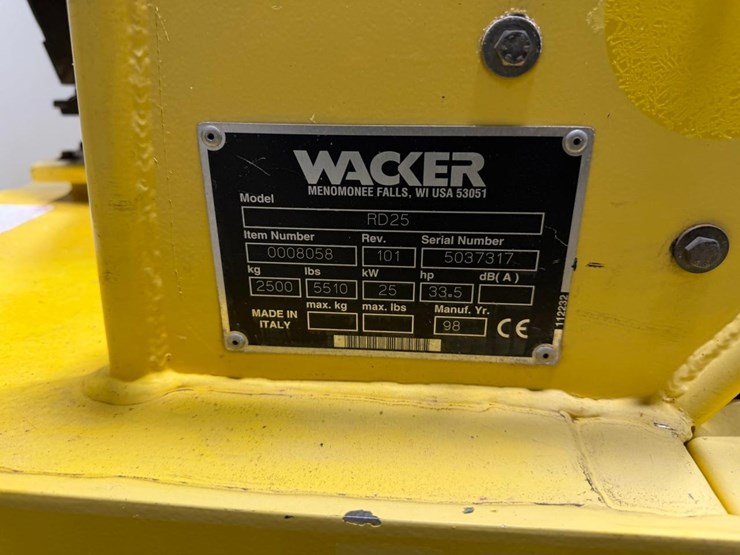 WACKER
MENOMONEE FALLS, WI USA 53051
Model
RD25
Item Number Rev. Serial Number
0008058 101 5037317
kg lbs kW hp dB(A)
2500 5510 25 33.5
MADE IN ITALY max. kg max. lbs Manuf. Yr.
98 CE
112232